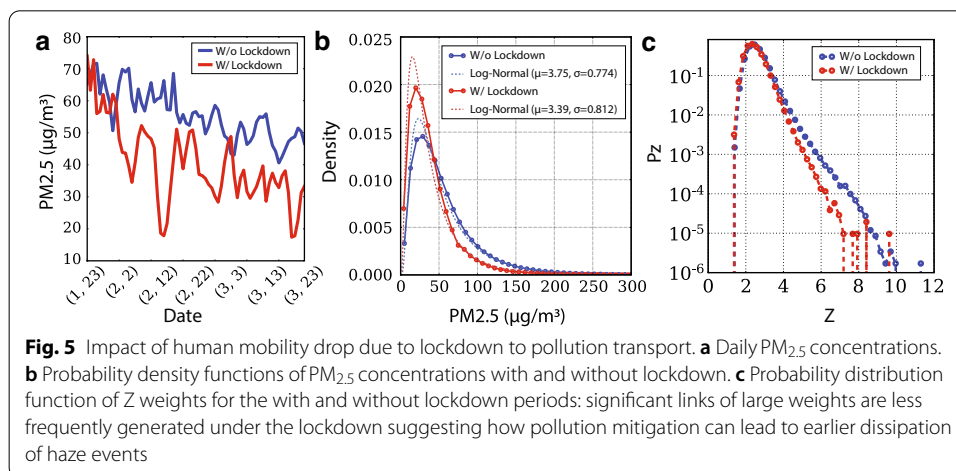 a
80
70
60
50
40
30
20
10
PM2.5 (µg/m³)
W/o Lockdown
W/ Lockdown
(1, 23)
(2, 2)
(2, 12)
(2, 22)
(3, 3)
(3, 13)
(3, 23)
Date
b
0.025
0.020
0.015
0.010
0.005
0.000
Density
W/o Lockdown
Log-Normal (µ=3.75, σ=0.774)
W/ Lockdown
Log-Normal (µ=3.39, σ=0.812)
0 50 100 150 200 250 300
PM2.5 (µg/m³)
c
10⁻¹
10⁻²
10⁻³
10⁻⁴
10⁻⁵
10⁻⁶
Pz
W/o Lockdown
W/ Lockdown
0 2 4 6 8 10 12
Z
Fig. 5 Impact of human mobility drop due to lockdown to pollution transport. a Daily PM2.5 concentrations.
b Probability density functions of PM2.5 concentrations with and without lockdown. c Probability distribution
function of Z weights for the with and without lockdown periods: significant links of large weights are less
frequently generated under the lockdown suggesting how pollution mitigation can lead to earlier dissipation
of haze events